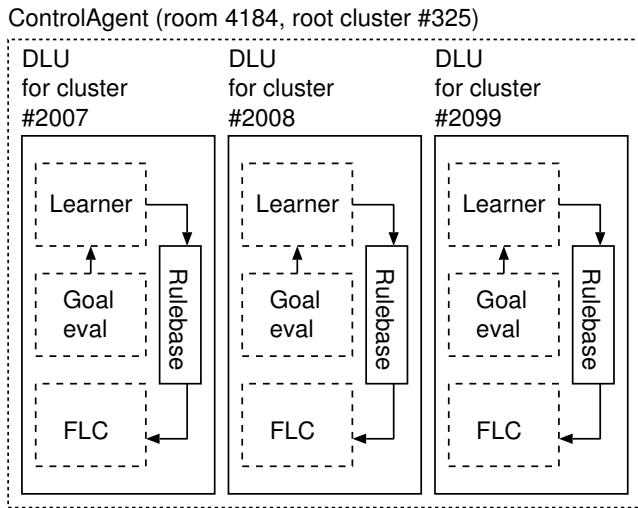 ControlAgent (room 4184, root cluster #325)
DLU
for cluster
#2007
Learner
Goal
eval
Rulebase
FLC
DLU
for cluster
#2008
Learner
Goal
eval
Rulebase
FLC
DLU
for cluster
#2099
Learner
Goal
eval
Rulebase
FLC